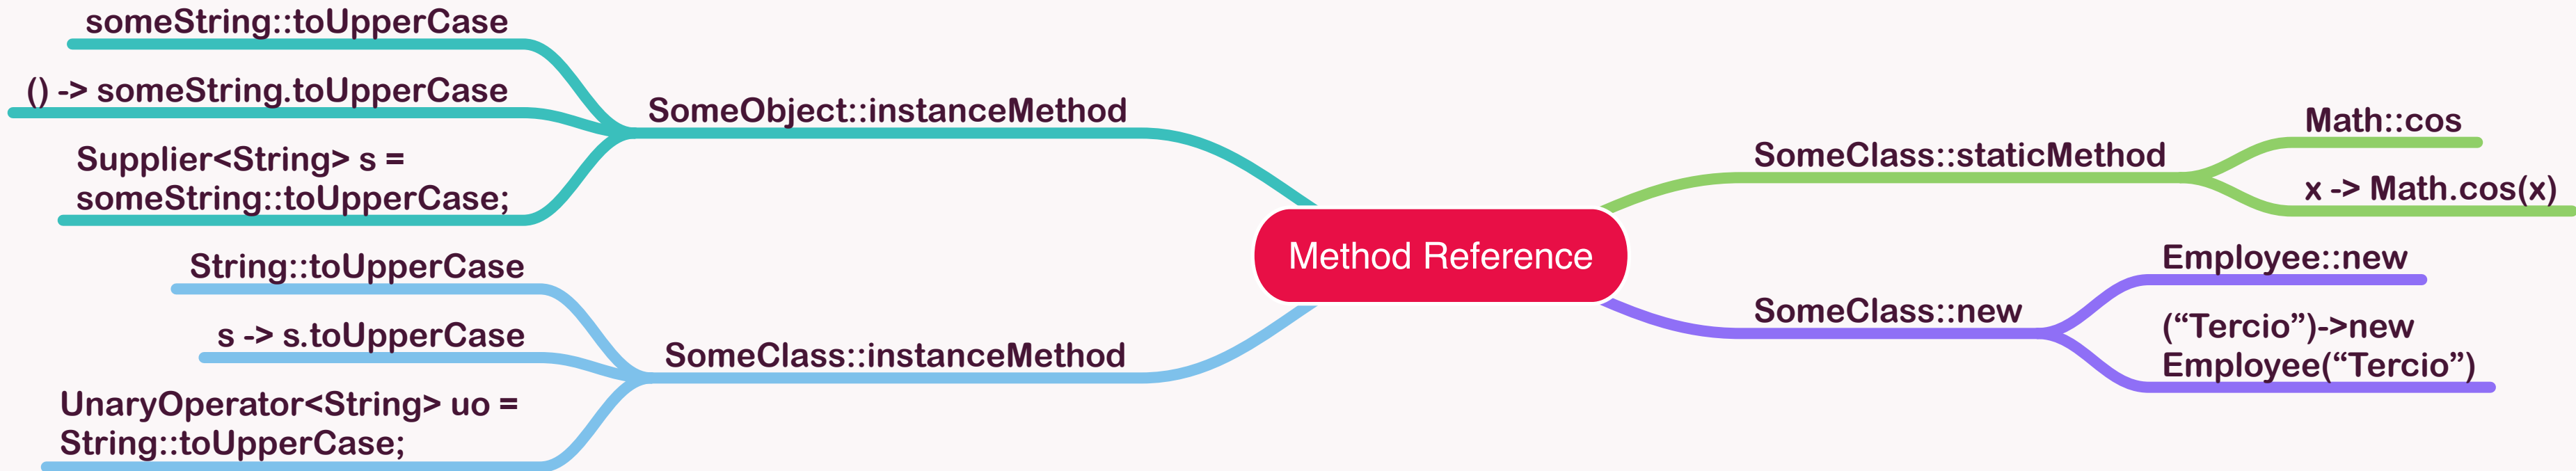 someString::toUpperCase
() -> someString.toUpperCase
Supplier<String> s =
someString::toUpperCase;
SomeObject::instanceMethod
String::toUpperCase
s -> s.toUpperCase
UnaryOperator<String> uo =
String::toUpperCase;
SomeClass::instanceMethod
Method Reference
SomeClass::staticMethod
Math::cos
x -> Math.cos(x)
SomeClass::new
Employee::new
(“Tercio”)->new
Employee(“Tercio”)